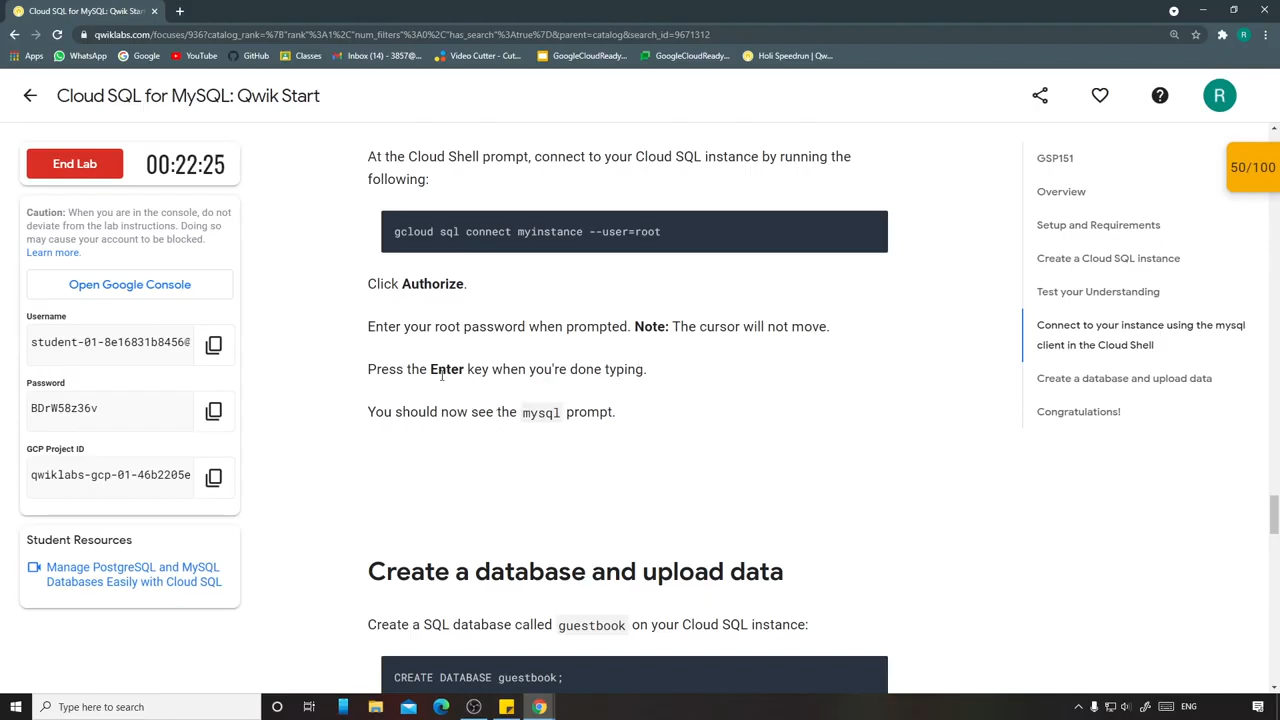 Cloud SQL for MySQL: Qwik Start
qwiklabs.com/focuses/936?catalog_rank=%7B"rank"%3A1%2C"num_filters"%3A0%2C"has_search"%3Atrue%7D&parent=catalog&search_id=9671312
Apps WhatsApp Google YouTube GitHub Classes Inbox (14) - 3857@... Video Cutter - Cut... GoogleCloudReady... GoogleCloudReady... Holi Speedrun | Qw...
Cloud SQL for MySQL: Qwik Start
R
End Lab 00:22:25
Caution: When you are in the console, do not
deviate from the lab instructions. Doing so
may cause your account to be blocked.
Learn more.
Open Google Console
Username
student-01-8e16831b8456@
Password
BDrW58z36v
GCP Project ID
qwiklabs-gcp-01-46b2205e
Student Resources
Manage PostgreSQL and MySQL
Databases Easily with Cloud SQL
At the Cloud Shell prompt, connect to your Cloud SQL instance by running the
following:
gcloud sql connect myinstance --user=root
Click Authorize.
Enter your root password when prompted. Note: The cursor will not move.
Press the Enter key when you're done typing.
You should now see the mysql prompt.
Create a database and upload data
Create a SQL database called guestbook on your Cloud SQL instance:
CREATE DATABASE guestbook;
GSP151
Overview
Setup and Requirements
Create a Cloud SQL instance
Test your Understanding
Connect to your instance using the mysql
client in the Cloud Shell
Create a database and upload data
Congratulations!
50/100
Type here to search
ENG